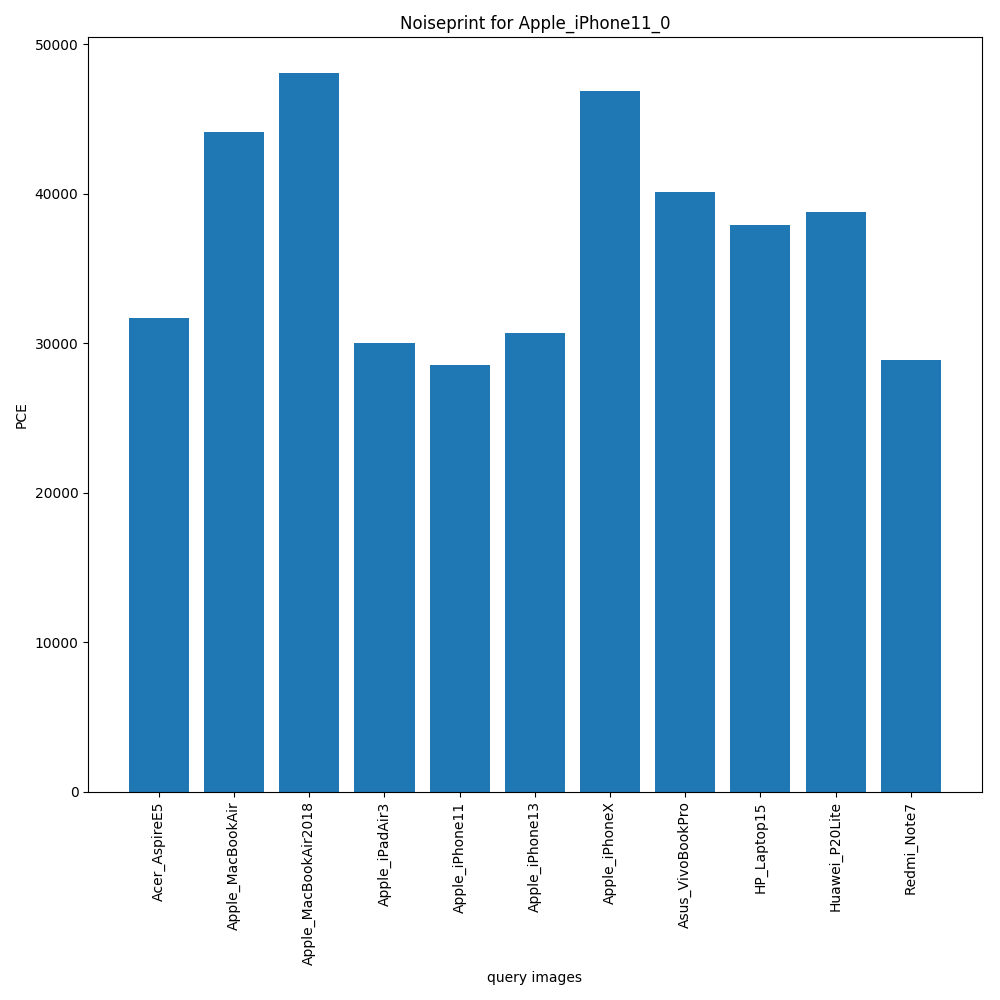 Noiseprint for Apple_iPhone11_0
50000
40000
30000
20000
10000
0
PCE
Acer_AspireE5
Apple_MacBookAir
Apple_MacBookAir2018
Apple_iPadAir3
Apple_iPhone11
Apple_iPhone13
Apple_iPhoneX
Asus_VivoBookPro
HP_Laptop15
Huawei_P20Lite
Redmi_Note7
query images